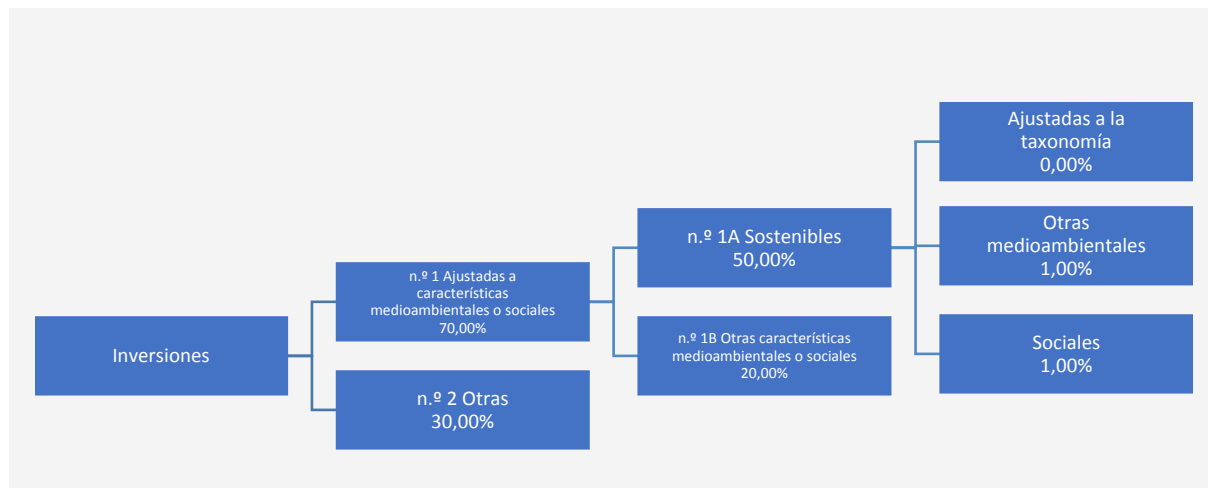 Inversiones
n.º 1 Ajustadas a
características
medioambientales o sociales
70,00%
n.º 2 Otras
30,00%
n.º 1A Sostenibles
50,00%
n.º 1B Otras características
medioambientales o sociales
20,00%
Ajustadas a la
taxonomía
0,00%
Otras
medioambientales
1,00%
Sociales
1,00%